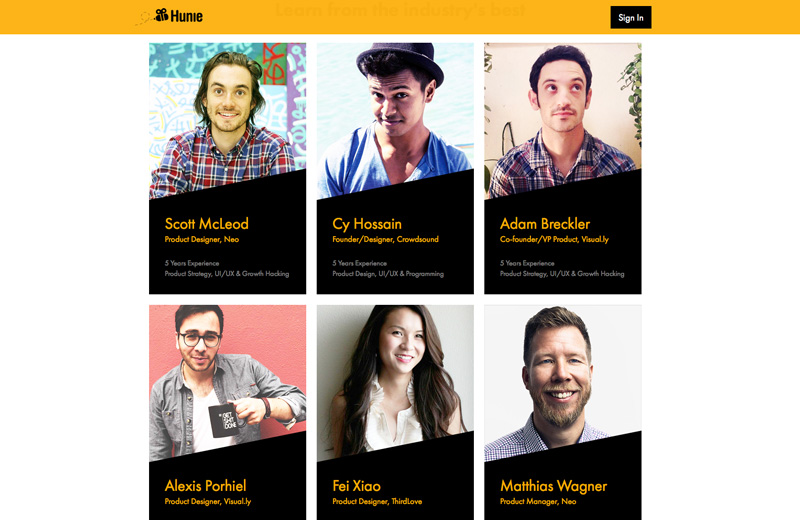 Learn from the industry's best
Hunie
Sign In
Scott McLeod
Product Designer, Neo
5 Years Experience
Product Strategy, UI/UX & Growth Hacking
Cy Hossain
Founder/Designer, Crowdsound
Product Design, UI/UX & Programming
Adam Breckler
Co-founder/VP Product, Visual.ly
5 Years Experience
Product Strategy, UI/UX & Growth Hacking
GET
SHIT
DONE
Alexis Porhiel
Product Designer, Visual.ly
Fei Xiao
Product Designer, ThirdLove
Matthias Wagner
Product Manager, Neo